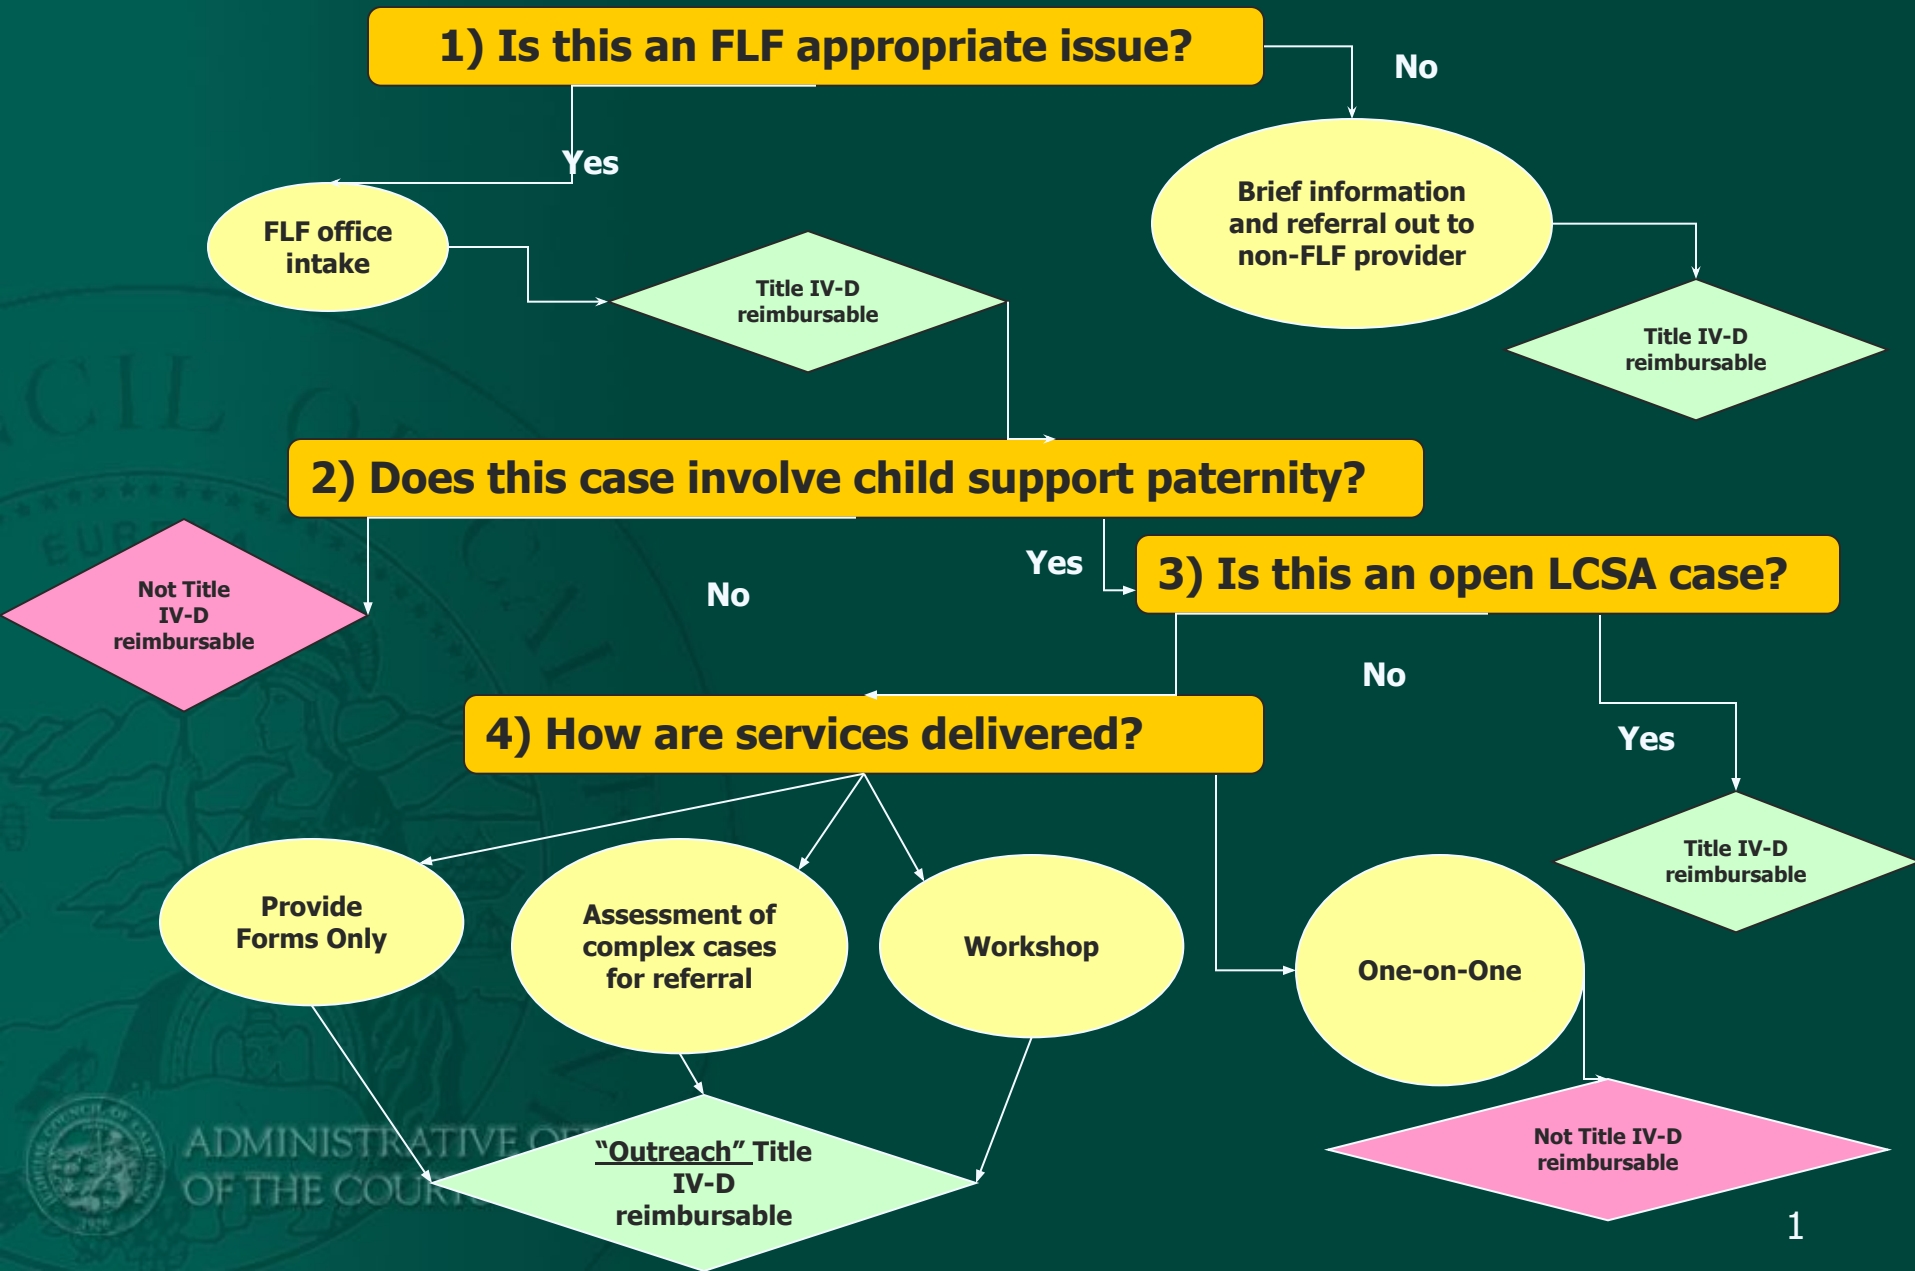 1) Is this an FLF appropriate issue?
No
Yes
FLF office
intake
Brief information
and referral out to
non-FLF provider
Title IV-D
reimbursable
Title IV-D
reimbursable
2) Does this case involve child support paternity?
Not Title
IV-D
reimbursable
No
Yes
3) Is this an open LCSA case?
No
Yes
4) How are services delivered?
Title IV-D
reimbursable
Provide
Forms Only
Assessment of
complex cases
for referral
Workshop
One-on-One
“Outreach” Title
IV-D
reimbursable
Not Title IV-D
reimbursable
ADMINISTRATIVE
OF THE
1